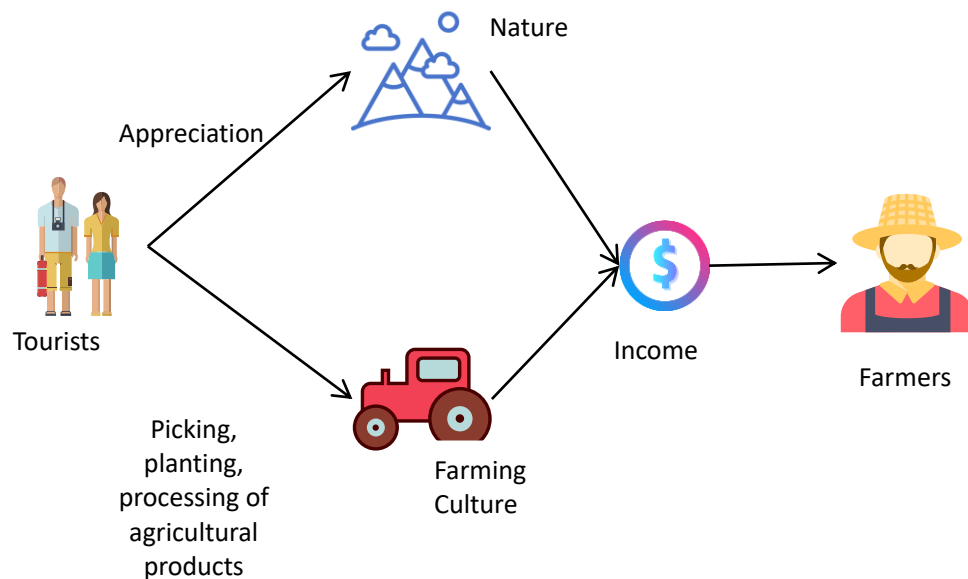 Nature
Appreciation
Tourists
$
Income
Farmers
Picking,
planting,
processing of
agricultural
products
Farming
Culture